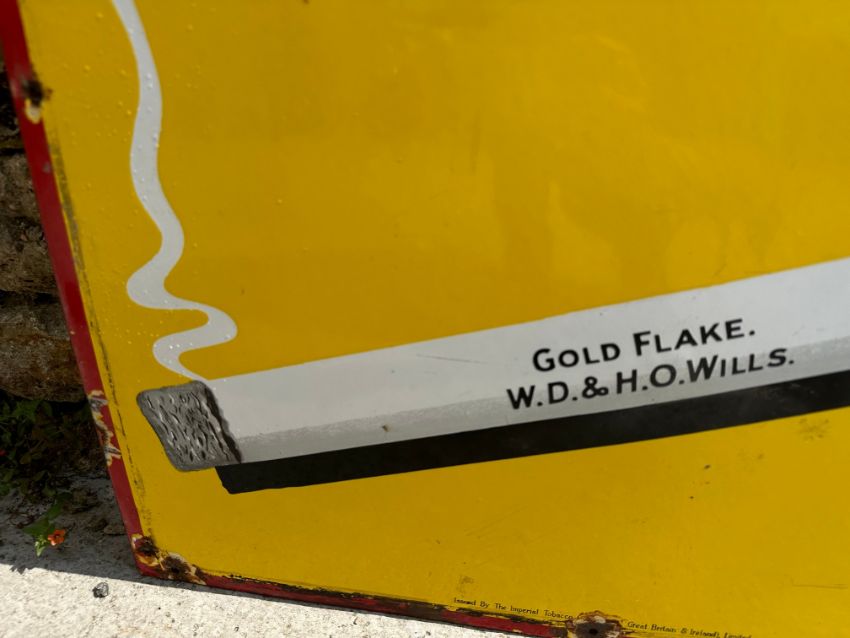 GOLD FLAKE.
W.D.& H.O.WILLS.
Issued By The Imperial Tobacco Great Britain & Ireland) Limited